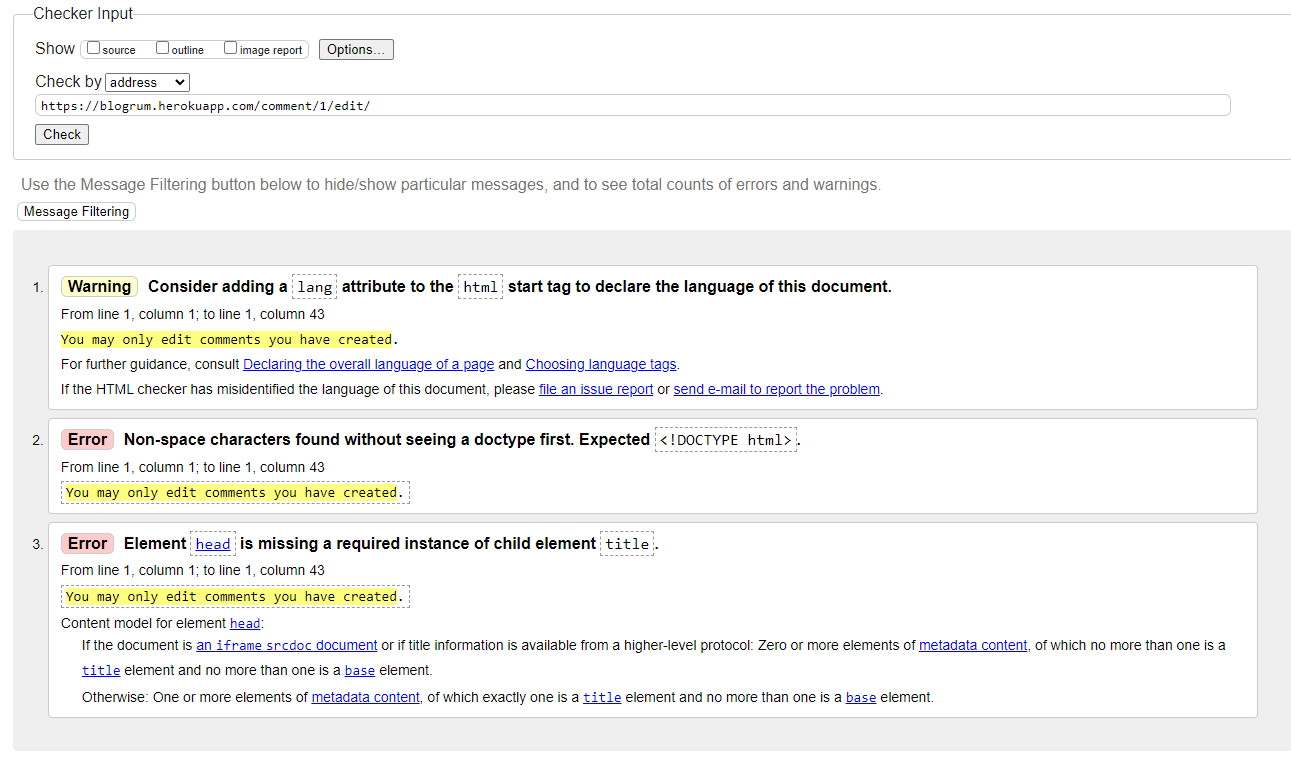 Checker Input
Show source outline image report Options...
Check by address
https://blogrum.herokuapp.com/comment/1/edit/
Check
Use the Message Filtering button below to hide/show particular messages, and to see total counts of errors and warnings.
Message Filtering
1. Warning Consider adding a lang attribute to the html start tag to declare the language of this document.
From line 1, column 1; to line 1, column 43
You may only edit comments you have created.
For further guidance, consult Declaring the overall language of a page and Choosing language tags.
If the HTML checker has misidentified the language of this document, please file an issue report or send e-mail to report the problem.
2. Error Non-space characters found without seeing a doctype first. Expected <!DOCTYPE html>.
From line 1, column 1; to line 1, column 43
You may only edit comments you have created.
3. Error Element head is missing a required instance of child element title.
From line 1, column 1; to line 1, column 43
You may only edit comments you have created.
Content model for element head:
If the document is an iframe srcdoc document or if title information is available from a higher-level protocol: Zero or more elements of metadata content, of which no more than one is a
title element and no more than one is a base element.
Otherwise: One or more elements of metadata content, of which exactly one is a title element and no more than one is a base element.